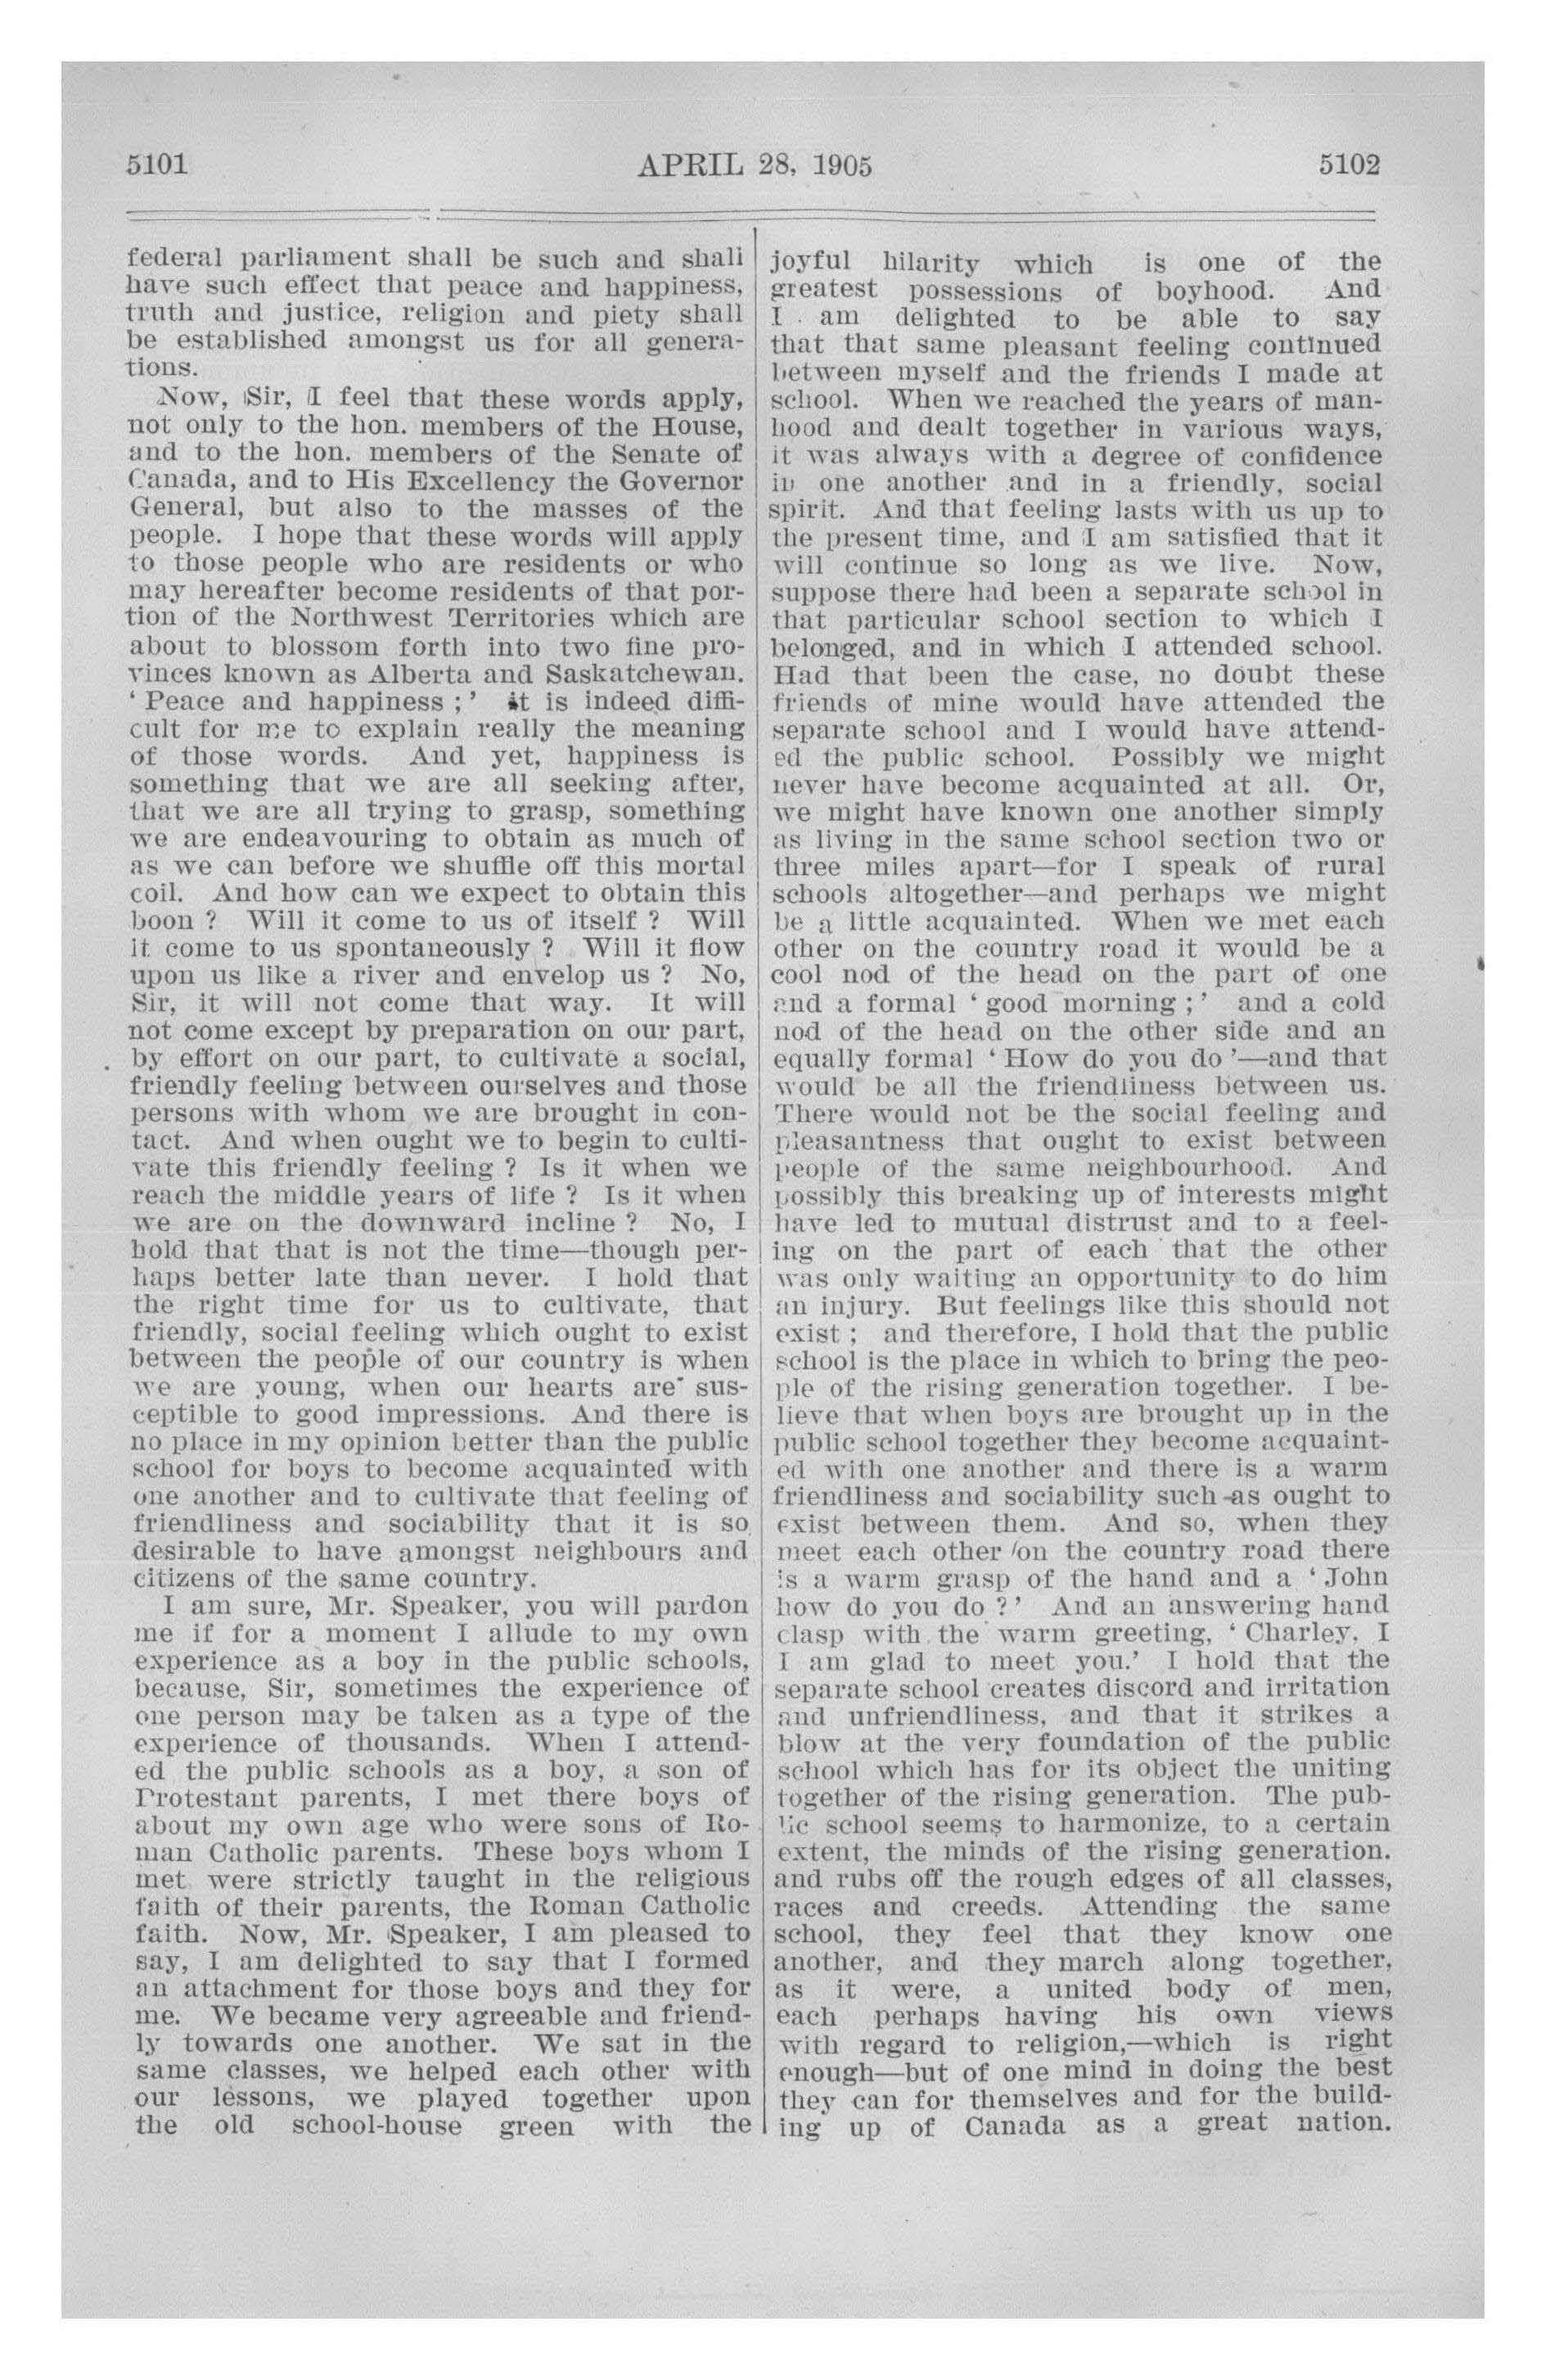 5101 APRIL 28, 1905 5102
federal parliament shall be such and shall
have such effect that peace and happiness,
truth and justice, religion and piety shall
be established amongst us for all genera-
tions.
Now, Sir, I feel that these words apply,
not only to the hon. members of the House,
and to the hon. members of the Senate of
Canada, and to His Excellency the Governor
General, but also to the masses of the
people. I hope that these words will apply
to those people who are residents or who
may hereafter become residents of that por-
tion of the Northwest Territories which are
about to blossom forth into two fine pro-
vinces known as Alberta and Saskatchewan.
‘ Peace and happiness ; ’ it is indeed diffi-
cult for me to explain really the meaning
of those words. And yet, happiness is
something that we are all seeking after,
that we are all trying to grasp, something
we are endeavouring to obtain as much of
as we can before we shuffle off this mortal
coil. And how can we expect to obtain this
boon ? Will it come to us of itself ? Will
it come to us spontaneously ? Will it flow
upon us like a river and envelop us ? No,
Sir, it will not come that way. It will
not come except by preparation on our part,
by effort on our part, to cultivate a social,
friendly feeling between ourselves and those
persons with whom we are brought in con-
tact. And when ought we to begin to culti-
vate this friendly feeling ? Is it when we
reach the middle years of life ? Is it when
we are on the downward incline ? No, I
hold that that is not the time—though per-
haps better late than never. I hold that
the right time for us to cultivate, that
friendly, social feeling which ought to exist
between the people of our country is when
we are young, when our hearts are sus-
ceptible to good impressions. And there is
no place in my opinion better than the public
school for boys to become acquainted with
one another and to cultivate that feeling of
friendliness and sociability that it is so
desirable to have amongst neighbours and
citizens of the same country.
I am sure, Mr. Speaker, you will pardon
me if for a moment I allude to my own
experience as a boy in the public schools,
because, Sir, sometimes the experience of
one person may be taken as a type of the
experience of thousands. When I attend-
ed the public schools as a boy, a son of
Protestant parents, I met there boys of
about my own age who were sons of Ro-
man Catholic parents. These boys whom I
met were strictly taught in the religious
faith of their parents, the Roman Catholic
faith. Now, Mr. Speaker, I am pleased to
say, I am delighted to say that I formed
an attachment for those boys and they for
me. We became very agreeable and friend-
ly towards one another. We sat in the
same classes, we helped each other with
our lessons, we played together upon
the old school-house green with the
joyful hilarity which is one of the
greatest possessions of boyhood. And
I am delighted to be able to say
that that same pleasant feeling continued
between myself and the friends I made at
school. When we reached the years of man-
hood and dealt together in various ways,
it was always with a degree of confidence
in one another and in a friendly, social
spirit. And that feeling lasts with us up to
the present time, and I am satisfied that it
will continue so long as we live. Now,
suppose there had been a separate school in
that particular school section to which I
belonged, and in which I attended school.
Had that been the case, no doubt these
friends of mine would have attended the
separate school and I would have attend-
ed the public school. Possibly we might
never have become acquainted at all. Or,
we might have known one another simply
as living in the same school section two or
three miles apart—for I speak of rural
schools altogether—and perhaps we might
be a little acquainted. When we met each
other on the country road it would be a
cool nod of the head on the part of one
and a formal ‘ good morning ; ’ and a cold
nod of the head on the other side and an
equally formal ‘ How do you do ’—and that
would be all the friendliness between us.
There would not be the social feeling and
pleasantness that ought to exist between
people of the same neighbourhood. And
possibly this breaking up of interests might
have led to mutual distrust and to a feel-
ing on the part of each that the other
was only waiting an opportunity to do him
an injury. But feelings like this should not
exist ; and therefore, I hold that the public
school is the place in which to bring the peo-
ple of the rising generation together. I be-
lieve that when boys are brought up in the
public school together they become acquaint-
ed with one another and there is a warm
friendliness and sociability such as ought to
exist between them. And so, when they
meet each other on the country road there
is a warm grasp of the hand and a ‘ John
how do you do ? ’ And an answering hand
clasp with the warm greeting, ‘ Charley, I
I am glad to meet you.’ I hold that the
separate school creates discord and irritation
and unfriendliness, and that it strikes a
blow at the very foundation of the public
school which has for its object the uniting
together of the rising generation. The pub-
lic school seems to harmonize, to a certain
extent, the minds of the rising generation.
and rubs off the rough edges of all classes,
races and creeds. Attending the same
school, they feel that they know one
another, and they march along together,
as it were, a united body of men,
each perhaps having his own views
with regard to religion,—which is right
enough—but of one mind in doing the best
they can for themselves and for the build-
ing up of Canada as a great nation.